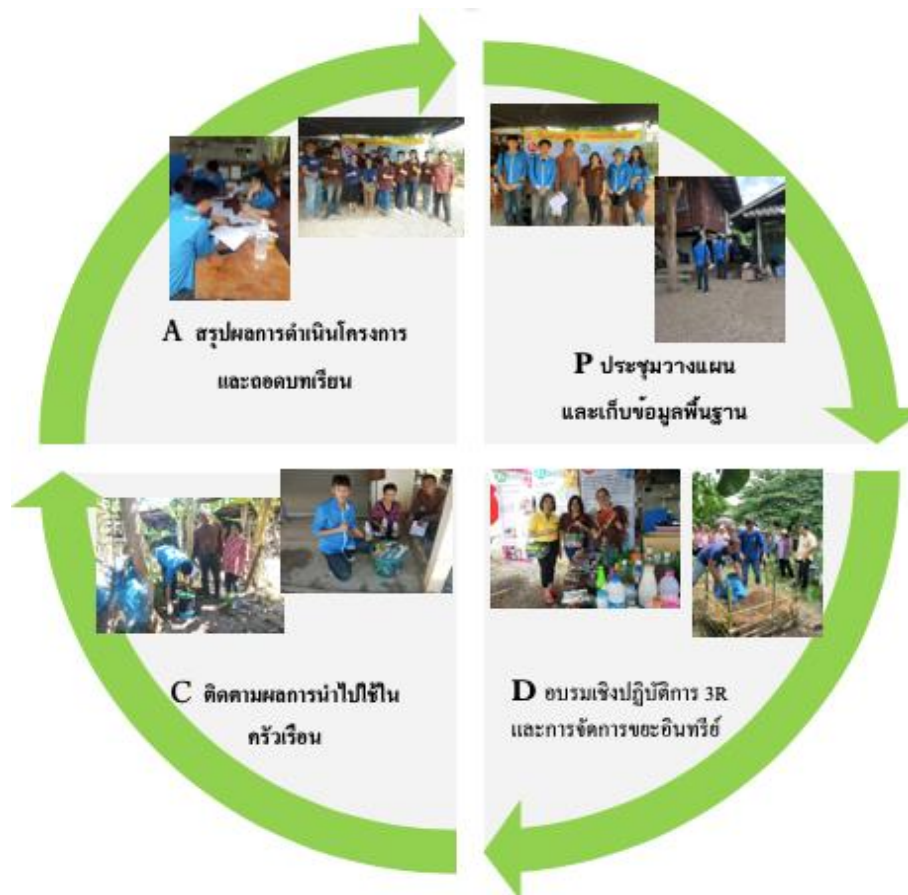 A สรุปผลการดำเนินโครงการ
และถอดบทเรียน
P ประชุมวางแผน
และเก็บข้อมูลพื้นฐาน
C ติดตามผลการนำไปใช้ใน
ครัวเรือน
D อบรมเชิงปฏิบัติการ 3R
และการจัดการขยะอินทรีย์